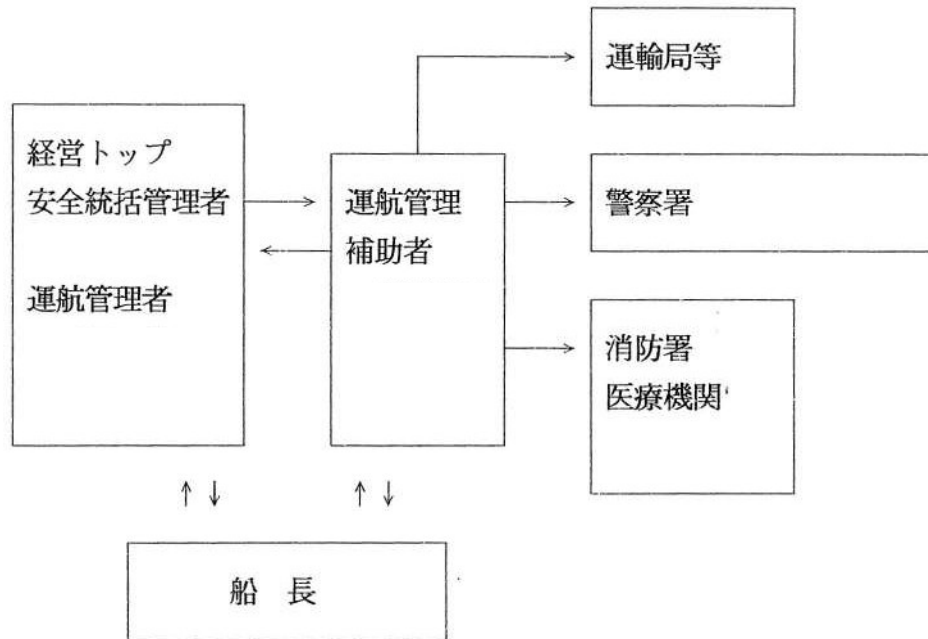 運輸局等
経営トップ
安全統括管理者
運航管理者
運航管理
補助者
警察署
消防署
医療機関
船 長